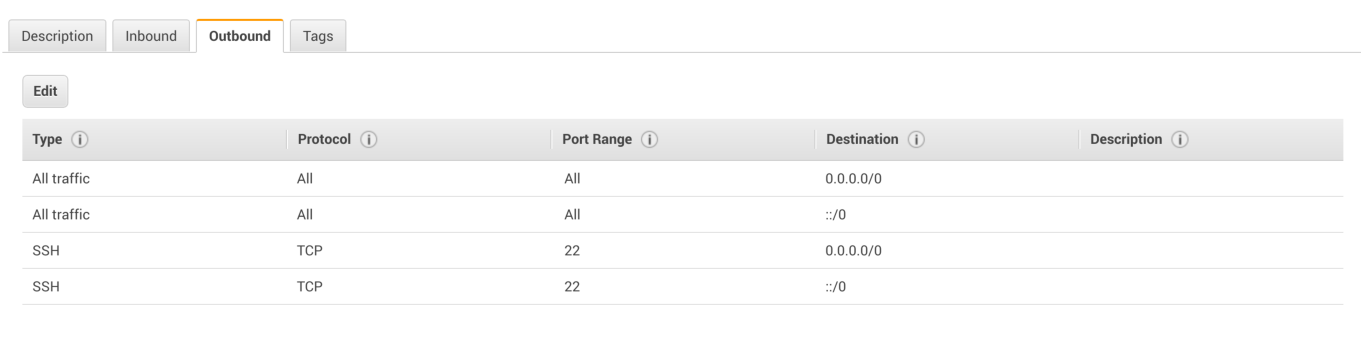 Description Inbound Outbound Tags
Edit
Type Protocol Port Range Destination Description
All traffic All All 0.0.0.0/0
All traffic All All ::/0
SSH TCP 22 0.0.0.0/0
SSH TCP 22 ::/0